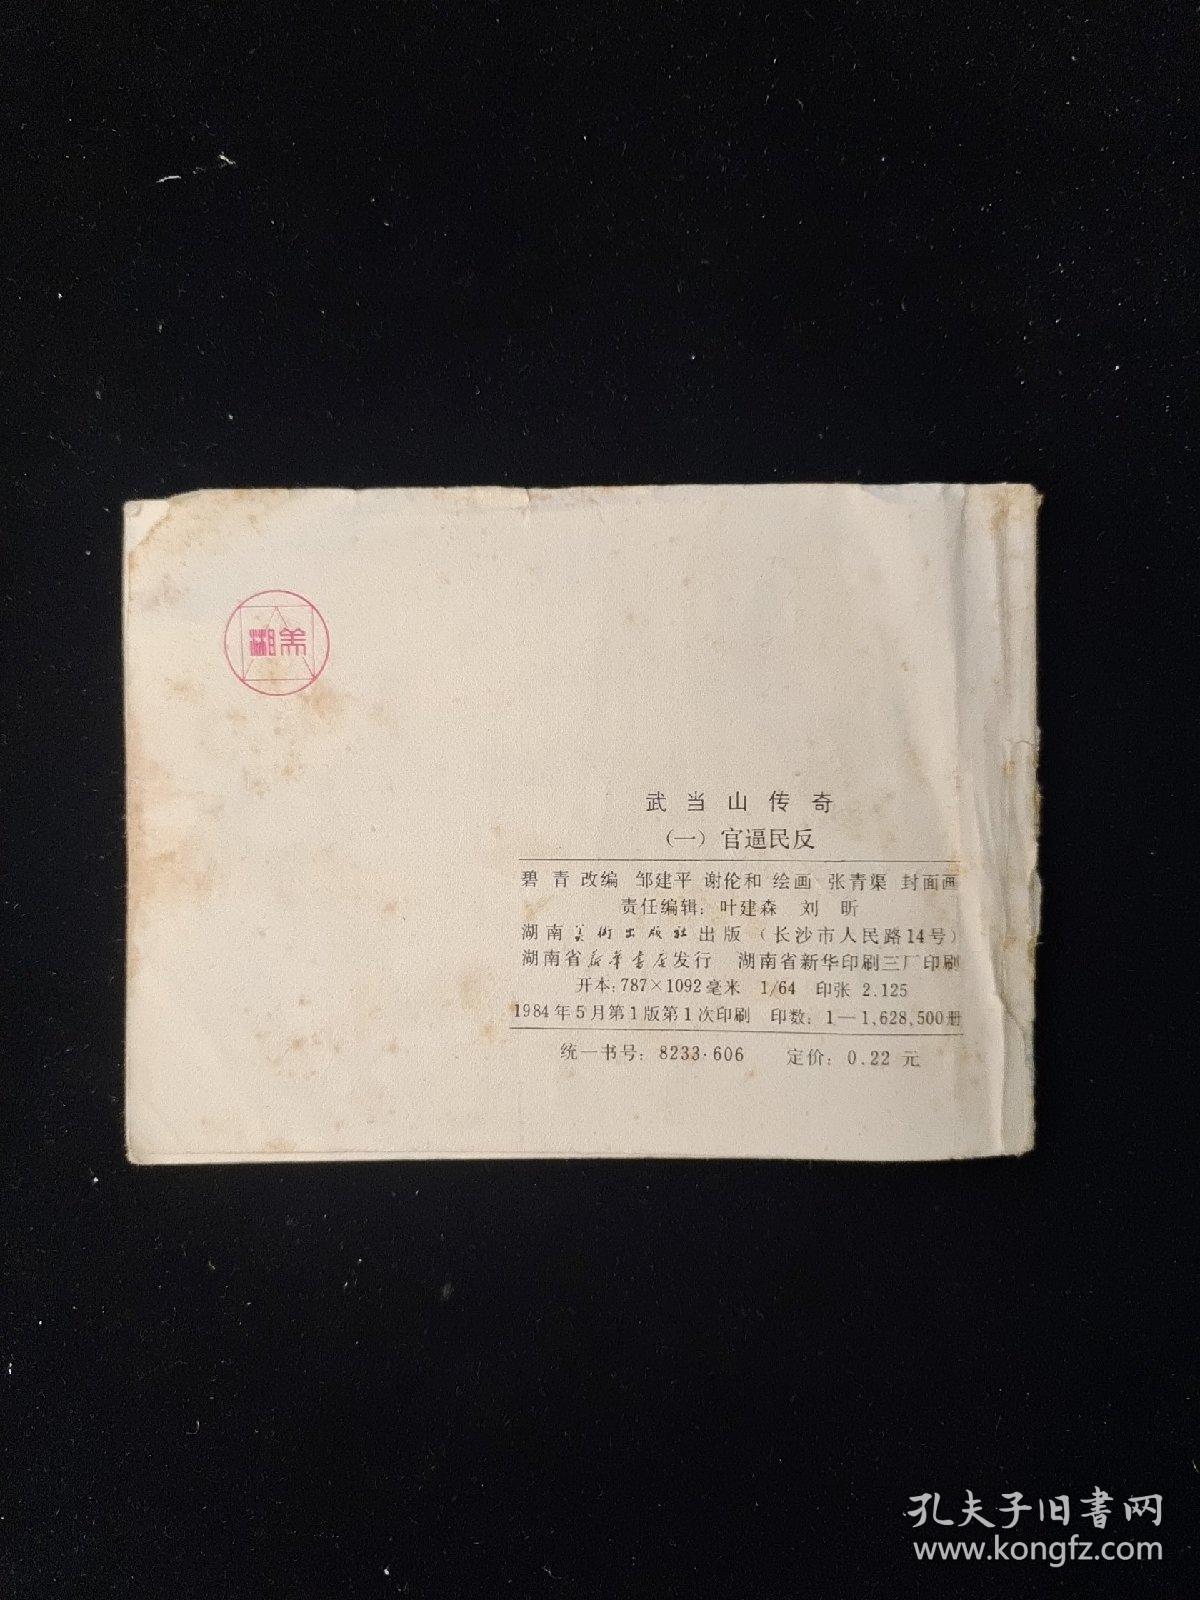 湘美
武当山传奇
(一) 官逼民反
碧青 改编 邹建平 谢伦和 绘画 张青渠 封面画
责任编辑：叶建森 刘昕
湖南美術出版社出版 (长沙市人民路14号)
湖南省新华书店发行 湖南省新华印刷三厂印刷
开本：787×1092毫米 1/64 印张 2.125
1984年5月第1版第1次印刷 印数：1—1,628,500册
统一书号：8233·606 定价：0.22 元
孔夫子旧書网
www.kongfz.com